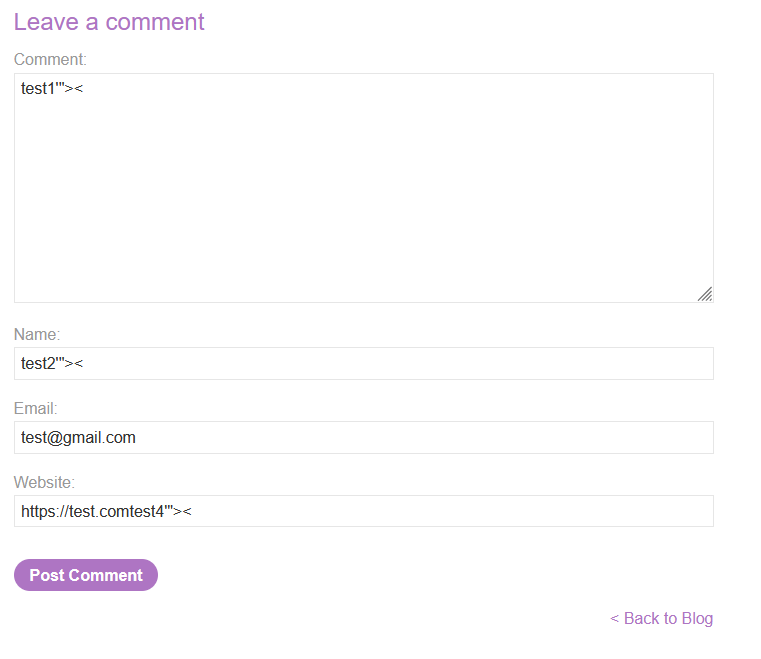 Leave a comment
Comment:
test1'"><
Name:
test2'"><
Email:
test@gmail.com
Website:
https://test.comtest4'"><
Post Comment
< Back to Blog